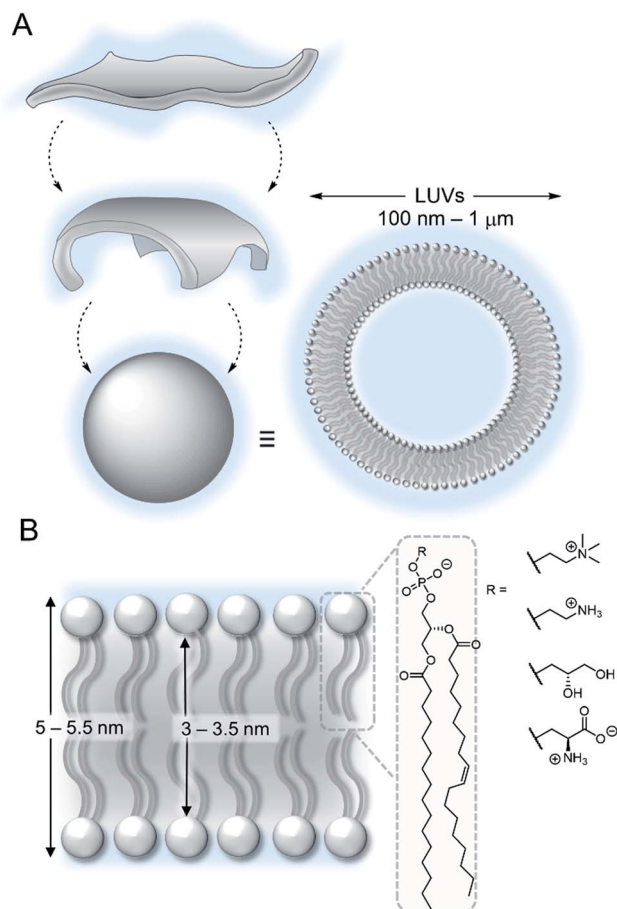 A
LUVs
100 nm – 1 μm
≡
B
5 – 5.5 nm
3 – 3.5 nm
R
O
P
O
O
⊖
O
O
O
O
O
R =
⊕
N
⊕
NH₃
OH
OH
O
O
⊖
⊕
NH₃